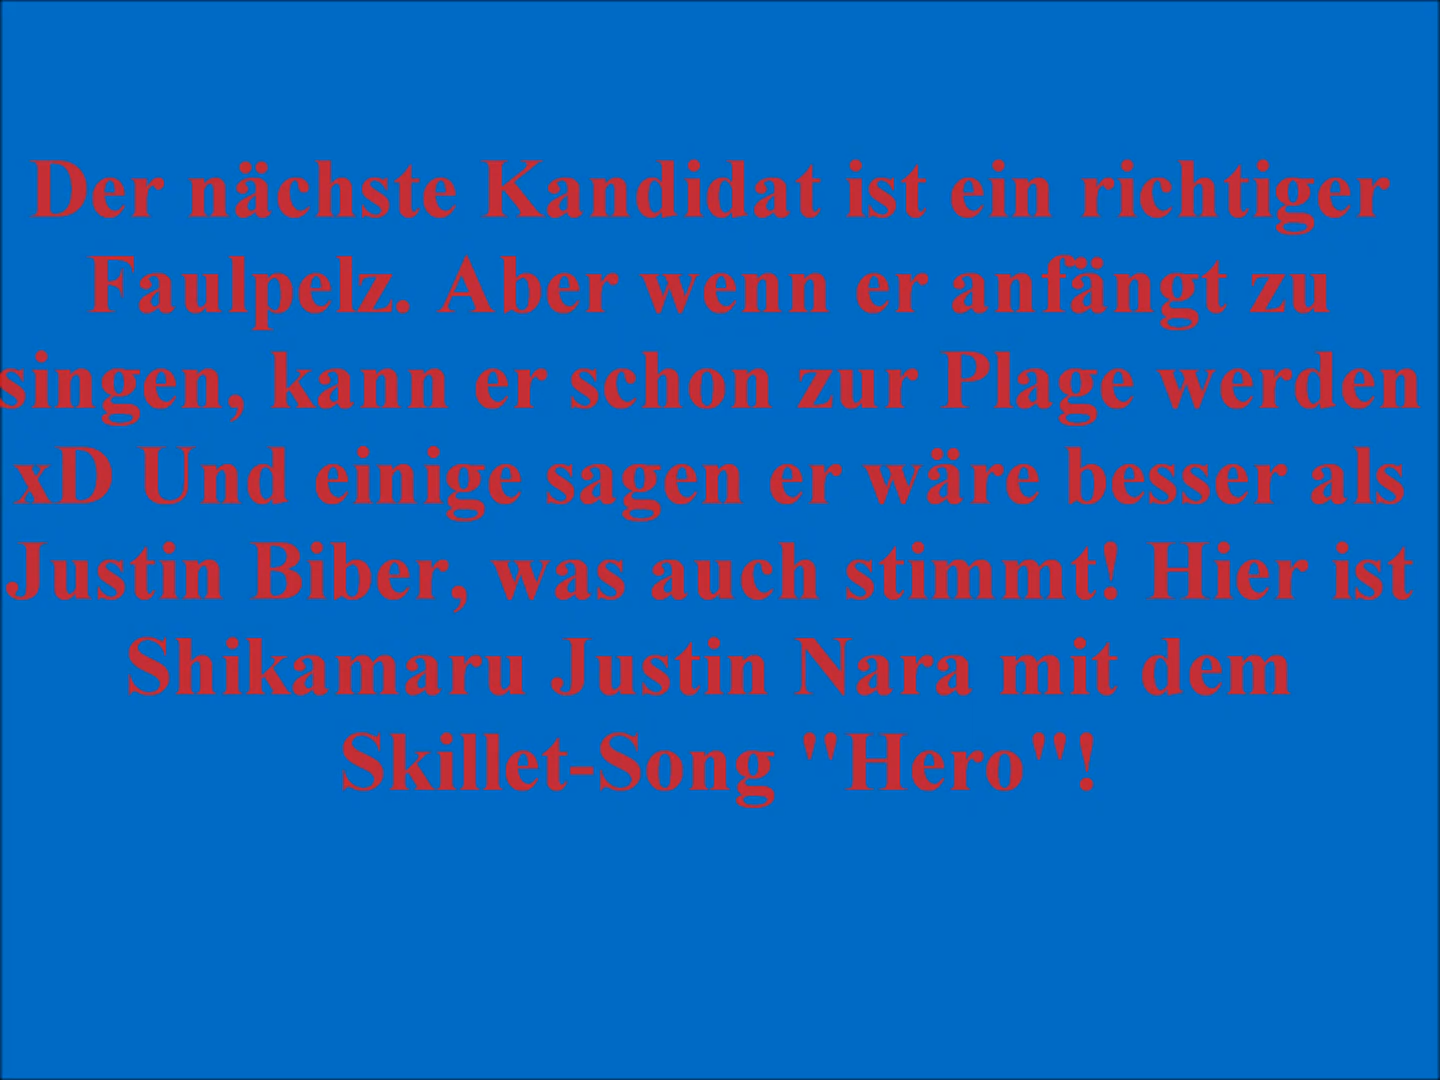 Der nächste Kandidat ist ein richtiger
Faulpelz. Aber wenn er anfängt zu
singen, kann er schon zur Plage werden
xD Und einige sagen er wäre besser als
Justin Biber, was auch stimmt! Hier ist
Shikamaru Justin Nara mit dem
Skillet-Song "Hero"!